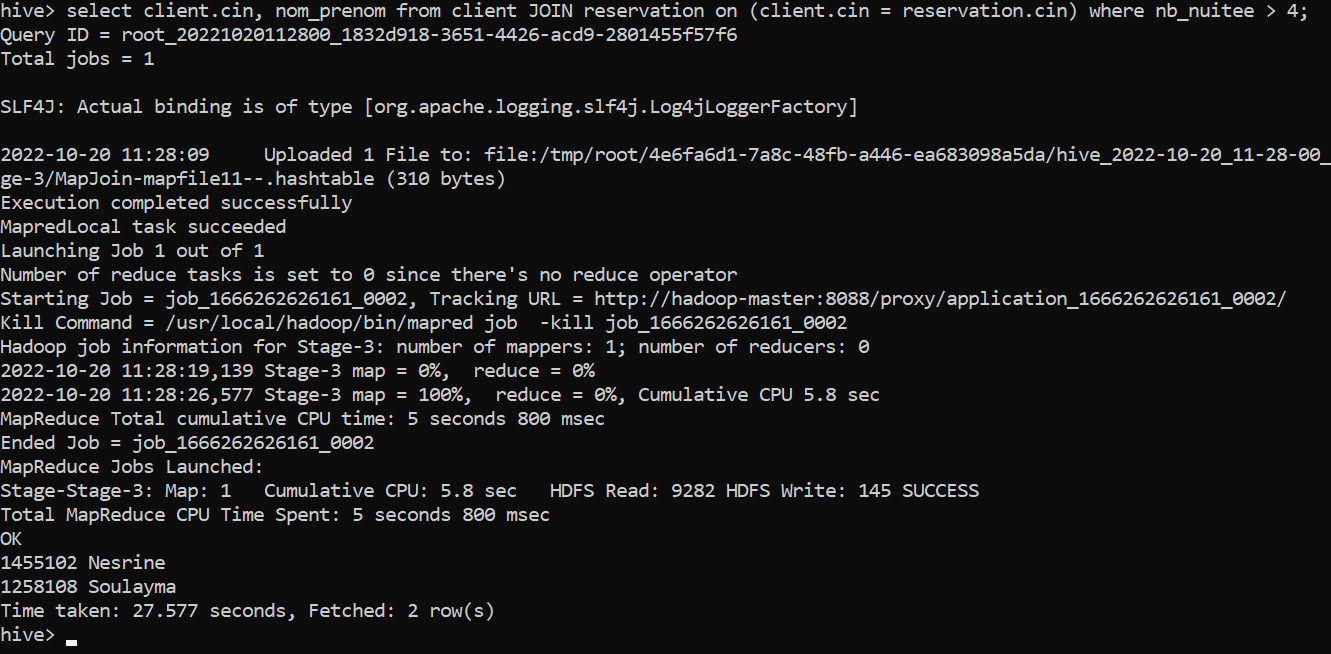 hive> select client.cin, nom_prenom from client JOIN reservation on (client.cin = reservation.cin) where nb_nuitee > 4;
Query ID = root_20221020112800_1832d918-3651-4426-acd9-2801455f57f6
Total jobs = 1
SLF4J: Actual binding is of type [org.apache.logging.slf4j.Log4jLoggerFactory]
2022-10-20 11:28:09     Uploaded 1 File to: file:/tmp/root/4e6fa6d1-7a8c-48fb-a446-ea683098a5da/hive_2022-10-20_11-28-00_
ge-3/MapJoin-mapfile11--.hashtable (310 bytes)
Execution completed successfully
MapredLocal task succeeded
Launching Job 1 out of 1
Number of reduce tasks is set to 0 since there's no reduce operator
Starting Job = job_1666262626161_0002, Tracking URL = http://hadoop-master:8088/proxy/application_1666262626161_0002/
Kill Command = /usr/local/hadoop/bin/mapred job  -kill job_1666262626161_0002
Hadoop job information for Stage-3: number of mappers: 1; number of reducers: 0
2022-10-20 11:28:19,139 Stage-3 map = 0%,  reduce = 0%
2022-10-20 11:28:26,577 Stage-3 map = 100%,  reduce = 0%, Cumulative CPU 5.8 sec
MapReduce Total cumulative CPU time: 5 seconds 800 msec
Ended Job = job_1666262626161_0002
MapReduce Jobs Launched:
Stage-Stage-3: Map: 1   Cumulative CPU: 5.8 sec   HDFS Read: 9282 HDFS Write: 145 SUCCESS
Total MapReduce CPU Time Spent: 5 seconds 800 msec
OK
1455102 Nesrine
1258108 Soulayma
Time taken: 27.577 seconds, Fetched: 2 row(s)
hive>